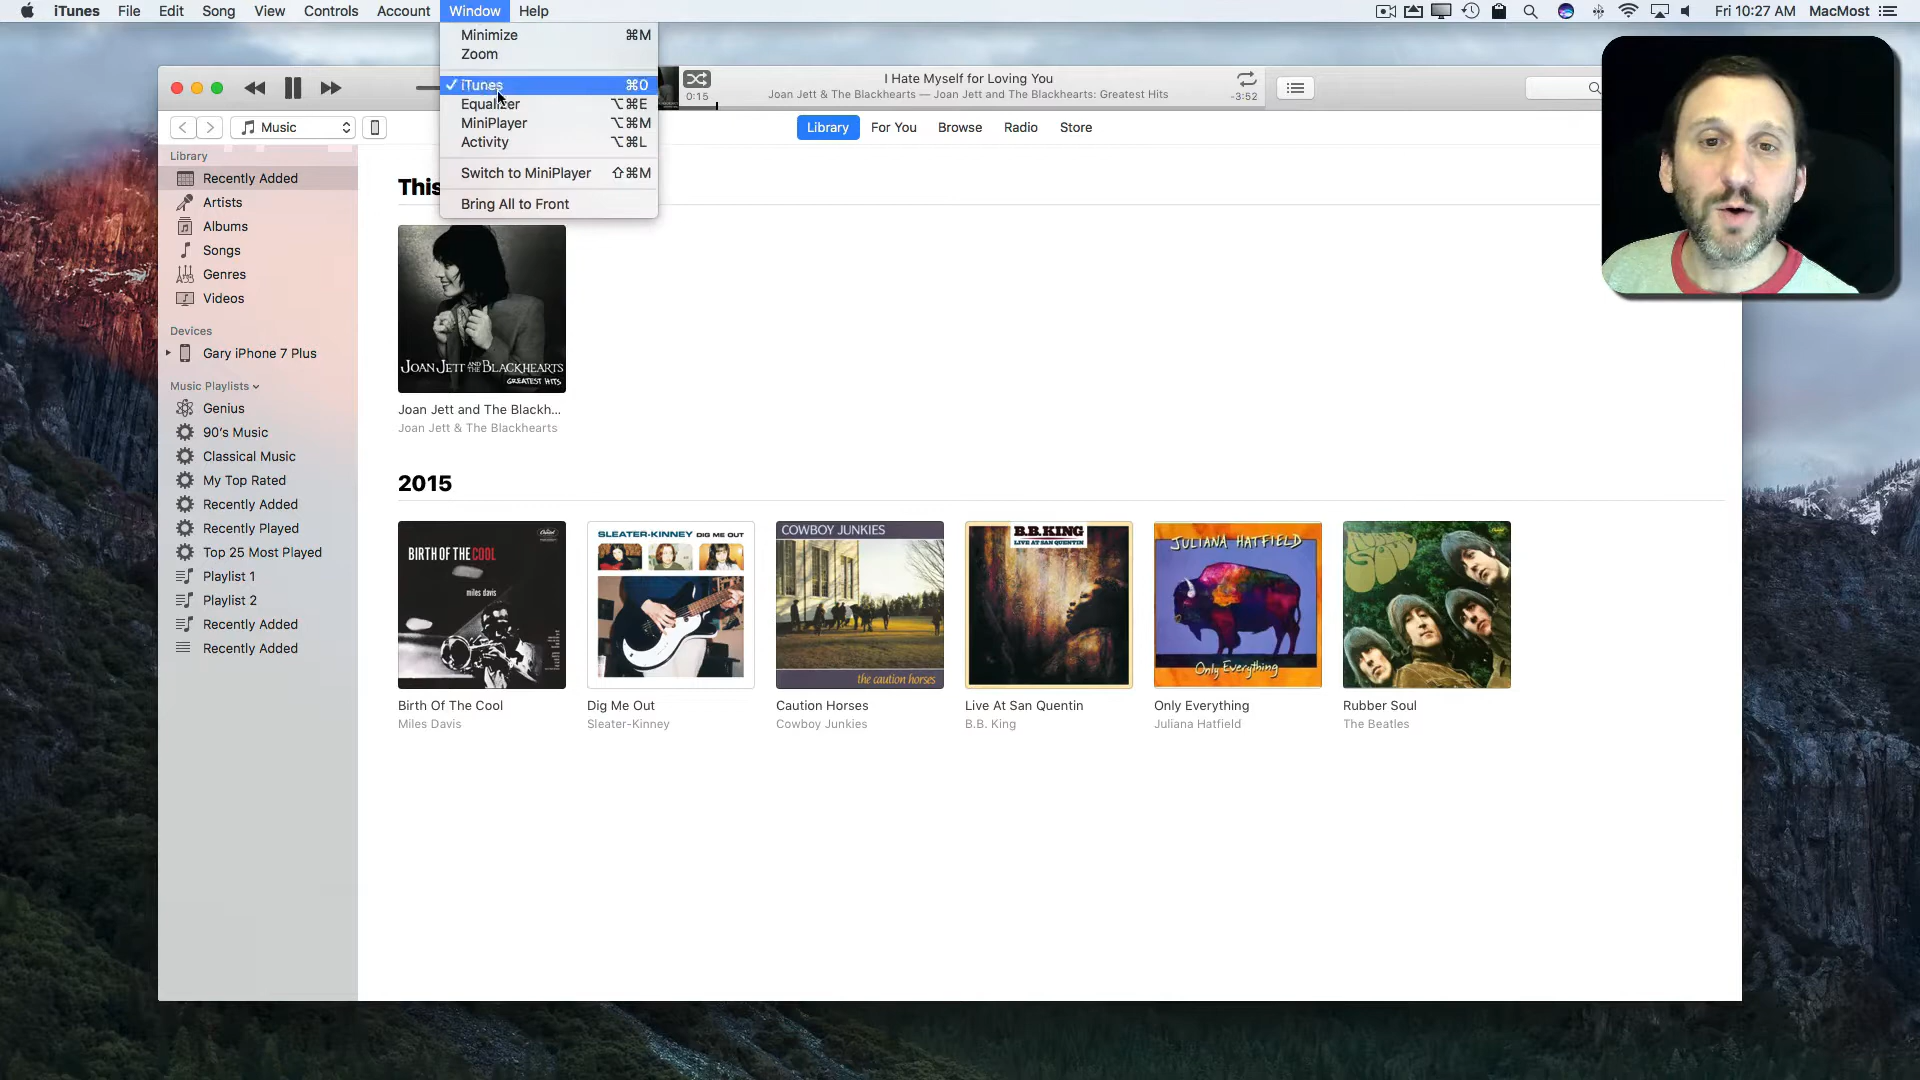 iTunes File Edit Song View Controls Account Window Help Fri 10:27 AM MacMost
Minimize ⌘M
Zoom
✓ iTunes ⌘0
Equalizer ⌥⌘E
MiniPlayer ⌥⌘M
Activity ⌥⌘L
Switch to MiniPlayer ⇧⌘M
Bring All to Front
I Hate Myself for Loving You
0:15 Joan Jett & The Blackhearts — Joan Jett and The Blackhearts: Greatest Hits -3:52
Music Library For You Browse Radio Store
Library
Recently Added
Artists
Albums
Songs
Genres
Videos
Devices
Gary iPhone 7 Plus
Music Playlists
Genius
90's Music
Classical Music
My Top Rated
Recently Added
Recently Played
Top 25 Most Played
Playlist 1
Playlist 2
Recently Added
Recently Added
This
JOAN JETT AND THE BLACKHEARTS
GREATEST HITS
Joan Jett and The Blackh...
Joan Jett & The Blackhearts
2015
BIRTH OF THE COOL
miles davis
Birth Of The Cool
Miles Davis
SLEATER-KINNEY DIG ME OUT
Dig Me Out
Sleater-Kinney
COWBOY JUNKIES
the caution horses
Caution Horses
Cowboy Junkies
B.B. KING
LIVE AT SAN QUENTIN
Live At San Quentin
B.B. King
JULIANA HATFIELD
Only Everything
Only Everything
Juliana Hatfield
RUBBER SOUL
Rubber Soul
The Beatles